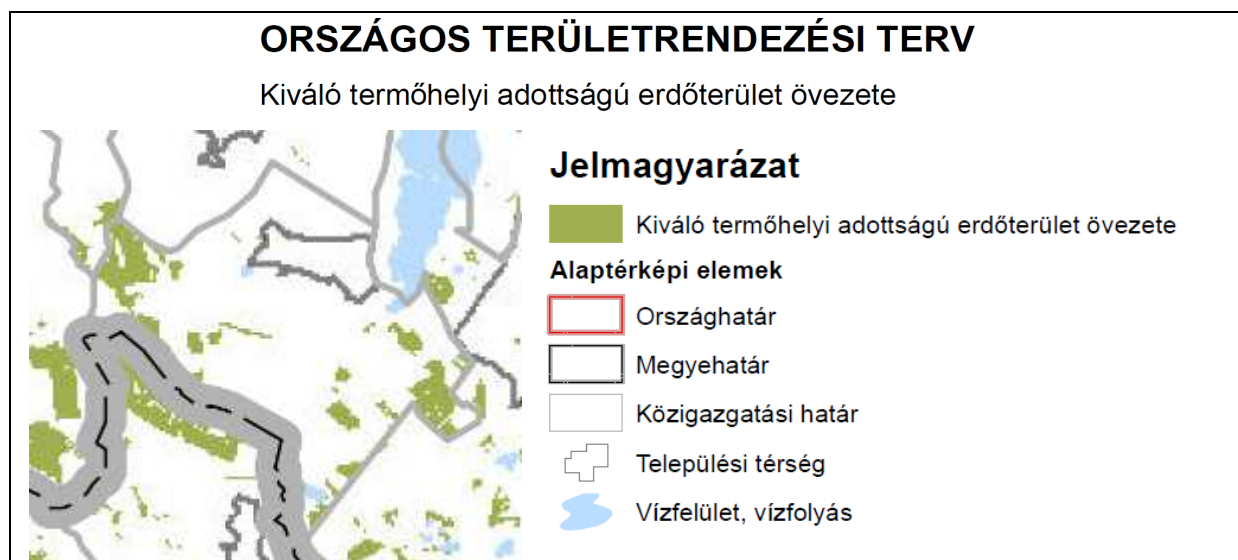 ORSZÁGOS TERÜLETRENDEZÉSI TERV
Kiváló termőhelyi adottságú erdőterület övezete
Jelmagyarázat
Kiváló termőhelyi adottságú erdőterület övezete
Alaptérképi elemek
Országhatár
Megyehatár
Közigazgatási határ
Települési térség
Vízfelület, vízfolyás